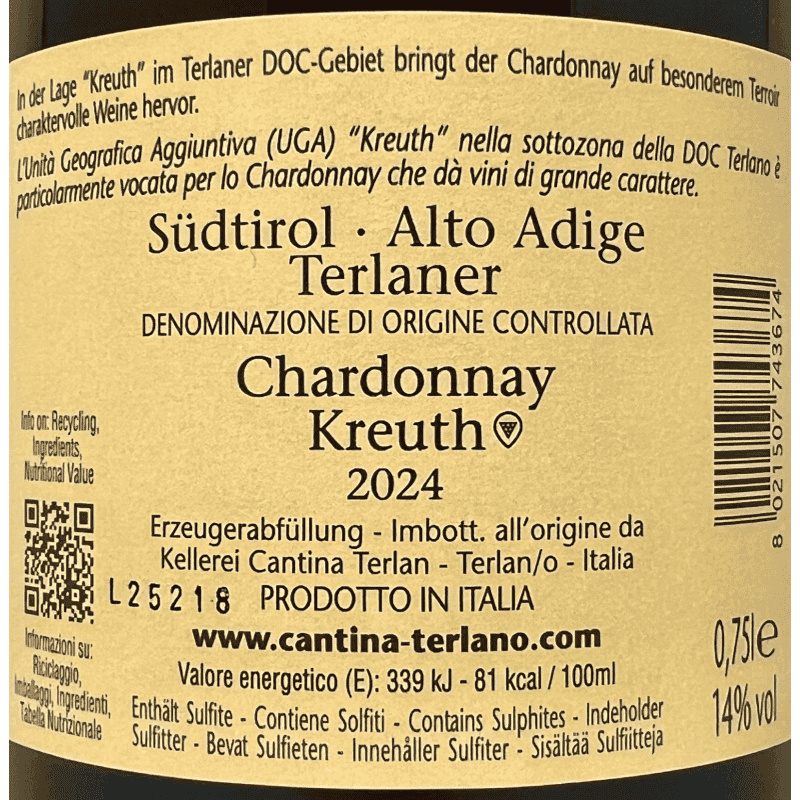 In der Lage "Kreuth" im Terlaner DOC-Gebiet bringt der Chardonnay auf besonderem Terroir
charaktervolle Weine hervor.
L'Unità Geografica Aggiuntiva (UGA) "Kreuth" nella sottozona della DOC Terlano è
particolarmente vocata per lo Chardonnay che dà vini di grande carattere.
Südtirol · Alto Adige
Terlaner
DENOMINAZIONE DI ORIGINE CONTROLLATA
Chardonnay
Kreuth
2024
Erzeugerabfüllung - Imbott. all'origine da
Kellerei Cantina Terlan - Terlan/o - Italia
L25218 PRODOTTO IN ITALIA
www.cantina-terlano.com
Valore energetico (E): 339 kJ - 81 kcal / 100ml
Enthält Sulfite - Contiene Solfiti - Contains Sulphites - Indeholder
Sulfitter - Bevat Sulfieten - Innehåller Sulfiter - Sisältää Sulfiitteja
Info on: Recycling,
Ingredients,
Nutritional Value
Informazioni su:
Riciclaggio,
Imballaggi, Ingredienti,
Tabella Nutrizionale
8 021507 743674
0,75l e
14% vol